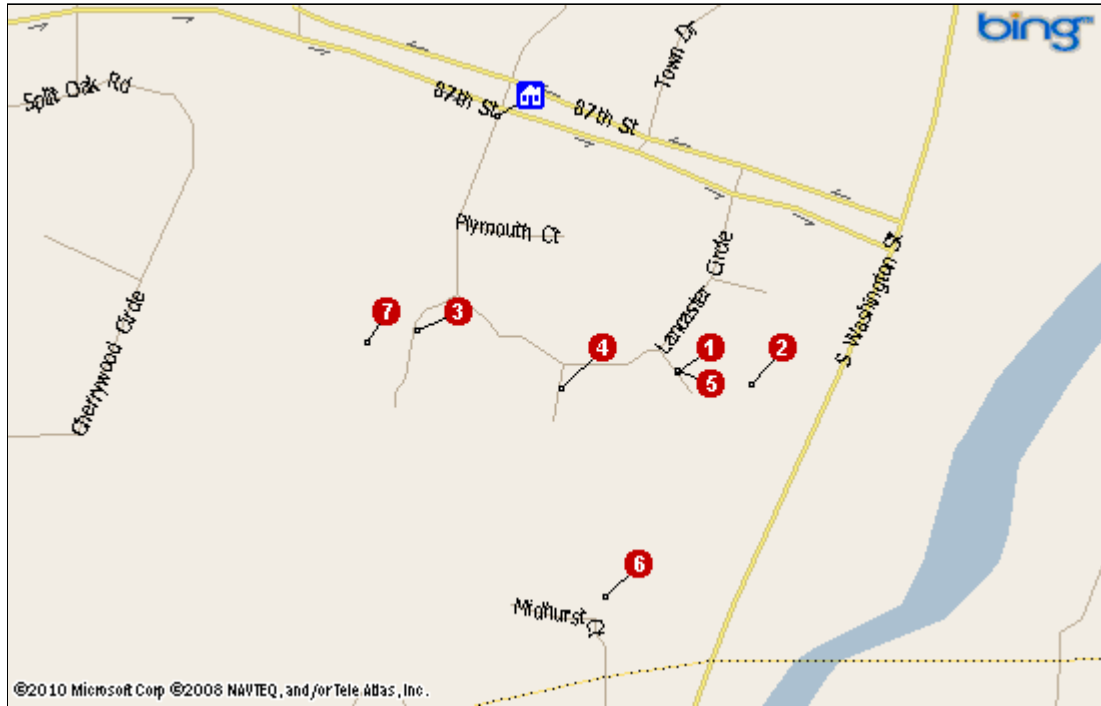 bing™
Town Dr
Split Oak Rd
87th St
87th St
Plymouth Ct
Lancaster Circle
S Washington St
Cherrywood Circle
7
3
4
1
2
5
6
Midhurst Ct
©2010 Microsoft Corp ©2008 NAVTEQ, and/or Tele Atlas, Inc.